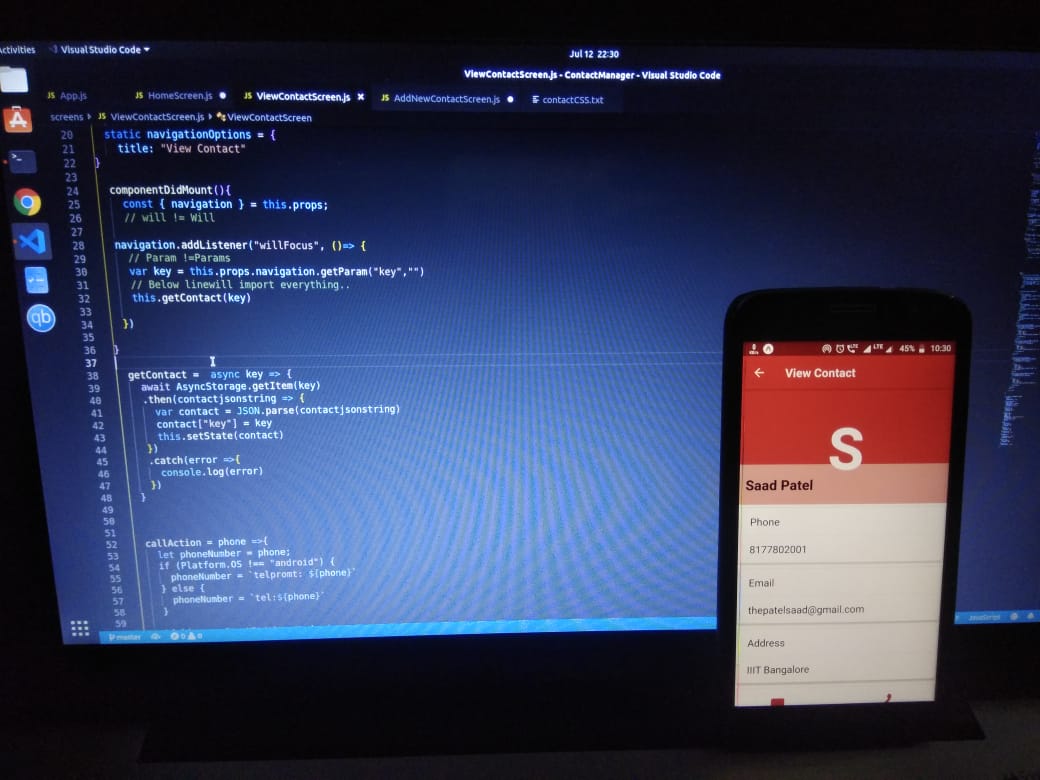 Activities Visual Studio Code Jul 12 22:30
ViewContactScreen.js - ContactManager - Visual Studio Code
JS App.js JS HomeScreen.js JS ViewContactScreen.js JS AddNewContactScreen.js contactCSS.txt
screens JS ViewContactScreen.js ViewContactScreen
20 static navigationOptions = {
21 title: "View Contact"
22 }
23
24 componentDidMount(){
25 const { navigation } = this.props;
26 // will != Will
27
28 navigation.addListener("willFocus", ()=> {
29 // Param !=Params
30 var key = this.props.navigation.getParam("key","")
31 // Below linewill import everything..
32 this.getContact(key)
33
34 })
35
36 }
37
38 getContact = async key => {
39 await AsyncStorage.getItem(key)
40 .then(contactjsonstring => {
41 var contact = JSON.parse(contactjsonstring)
42 contact["key"] = key
43 this.setState(contact)
44 })
45 .catch(error =>{
46 console.log(error)
47 })
48 }
49
50
51
52 callAction = phone =>{
53 let phoneNumber = phone;
54 if (Platform.OS !== "android") {
55 phoneNumber = `telpromt: ${phone}`
56 } else {
57 phoneNumber = `tel:${phone}`
58 }
59
master 0 0 JavaScript
qb
LTE LTE 45% 10:30
View Contact
S
Saad Patel
Phone
8177802001
Email
thepatelsaad@gmail.com
Address
IIIT Bangalore